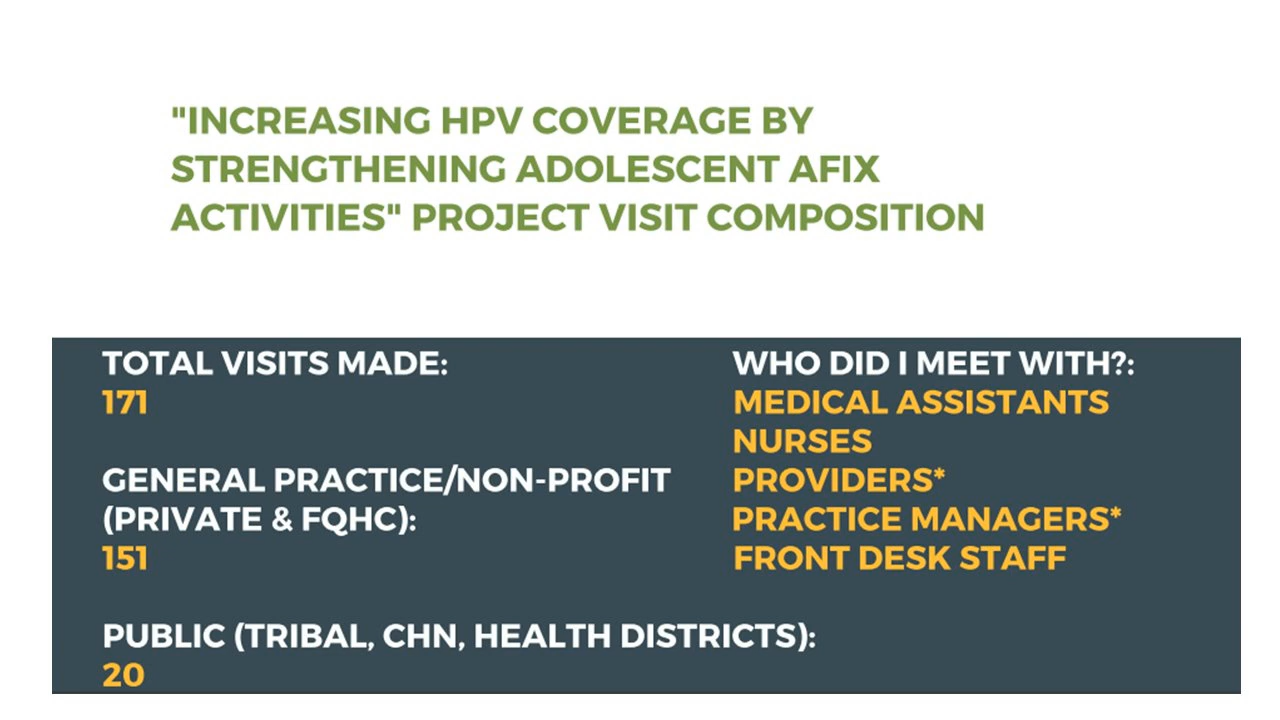 "INCREASING HPV COVERAGE BY
STRENGTHENING ADOLESCENT AFIX
ACTIVITIES" PROJECT VISIT COMPOSITION
TOTAL VISITS MADE:
171
GENERAL PRACTICE/NON-PROFIT
(PRIVATE & FQHC):
151
PUBLIC (TRIBAL, CHN, HEALTH DISTRICTS):
20
WHO DID I MEET WITH?:
MEDICAL ASSISTANTS
NURSES
PROVIDERS*
PRACTICE MANAGERS*
FRONT DESK STAFF